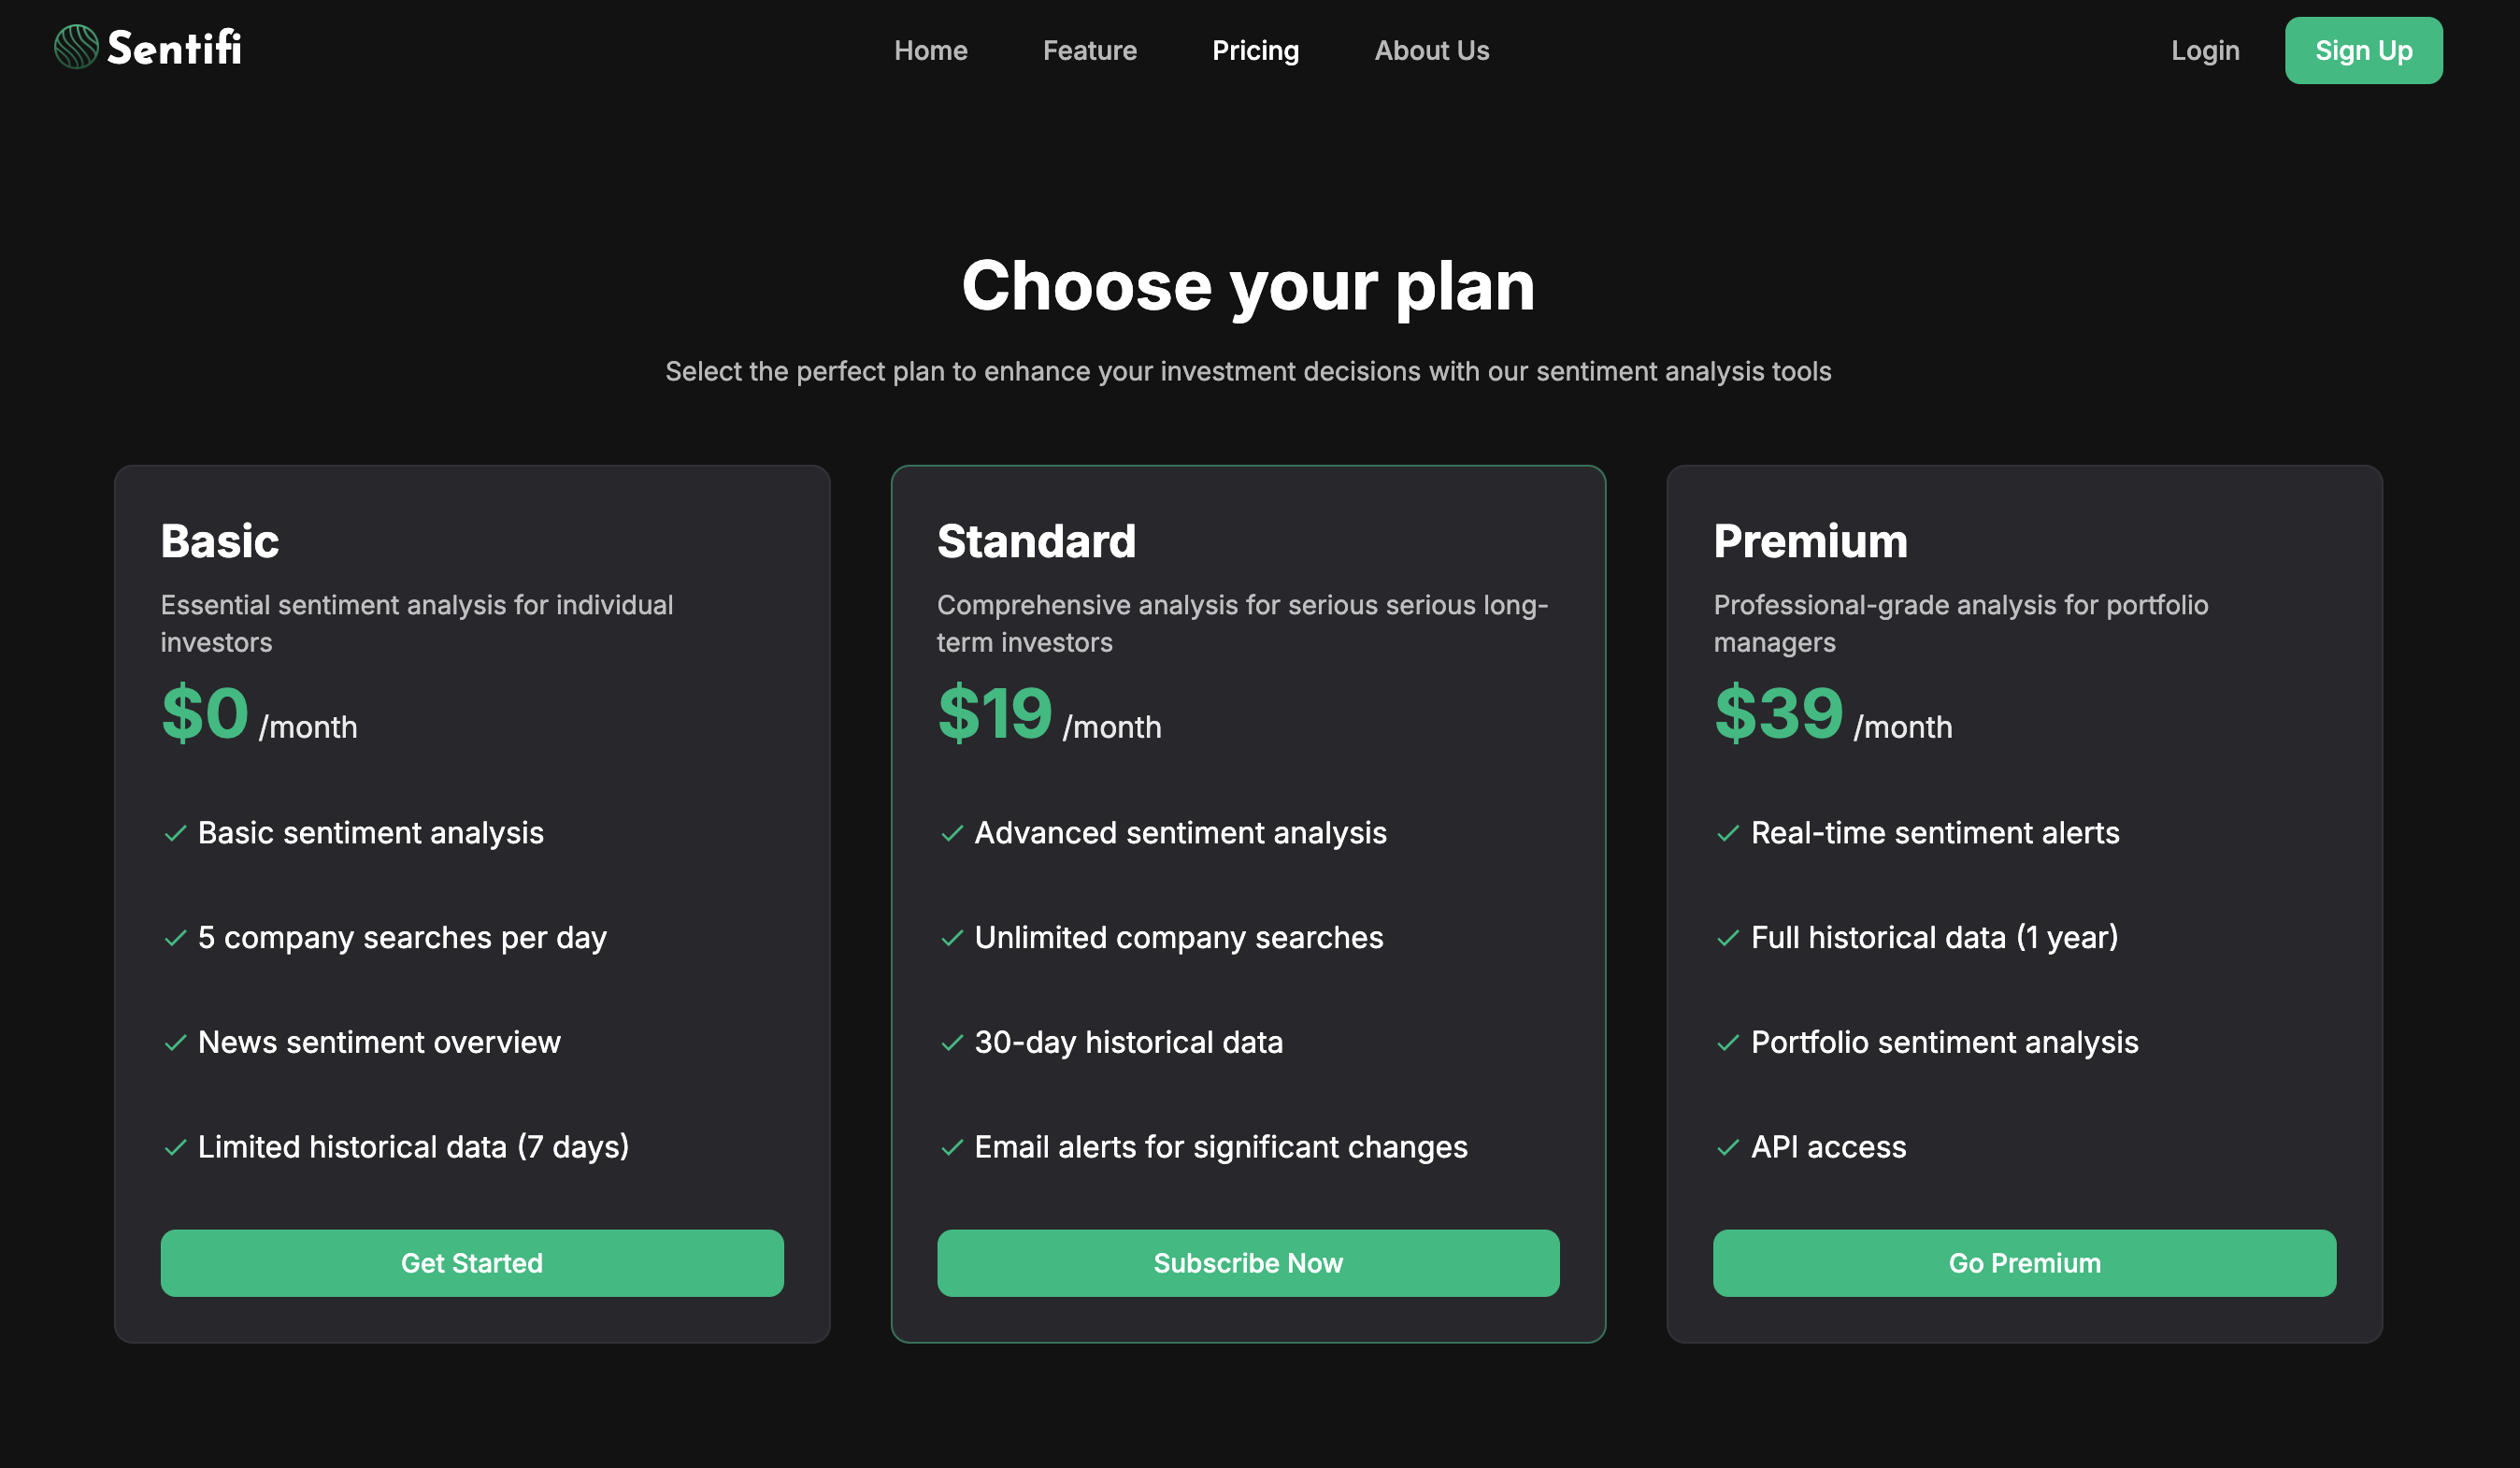 Sentifi
Home
Feature
Pricing
About Us
Login
Sign Up
Choose your plan
Select the perfect plan to enhance your investment decisions with our sentiment analysis tools
Basic
Essential sentiment analysis for individual
investors
$0 /month
Basic sentiment analysis
5 company searches per day
News sentiment overview
Limited historical data (7 days)
Get Started
Standard
Comprehensive analysis for serious serious long-
term investors
$19 /month
Advanced sentiment analysis
Unlimited company searches
30-day historical data
Email alerts for significant changes
Subscribe Now
Premium
Professional-grade analysis for portfolio
managers
$39 /month
Real-time sentiment alerts
Full historical data (1 year)
Portfolio sentiment analysis
API access
Go Premium